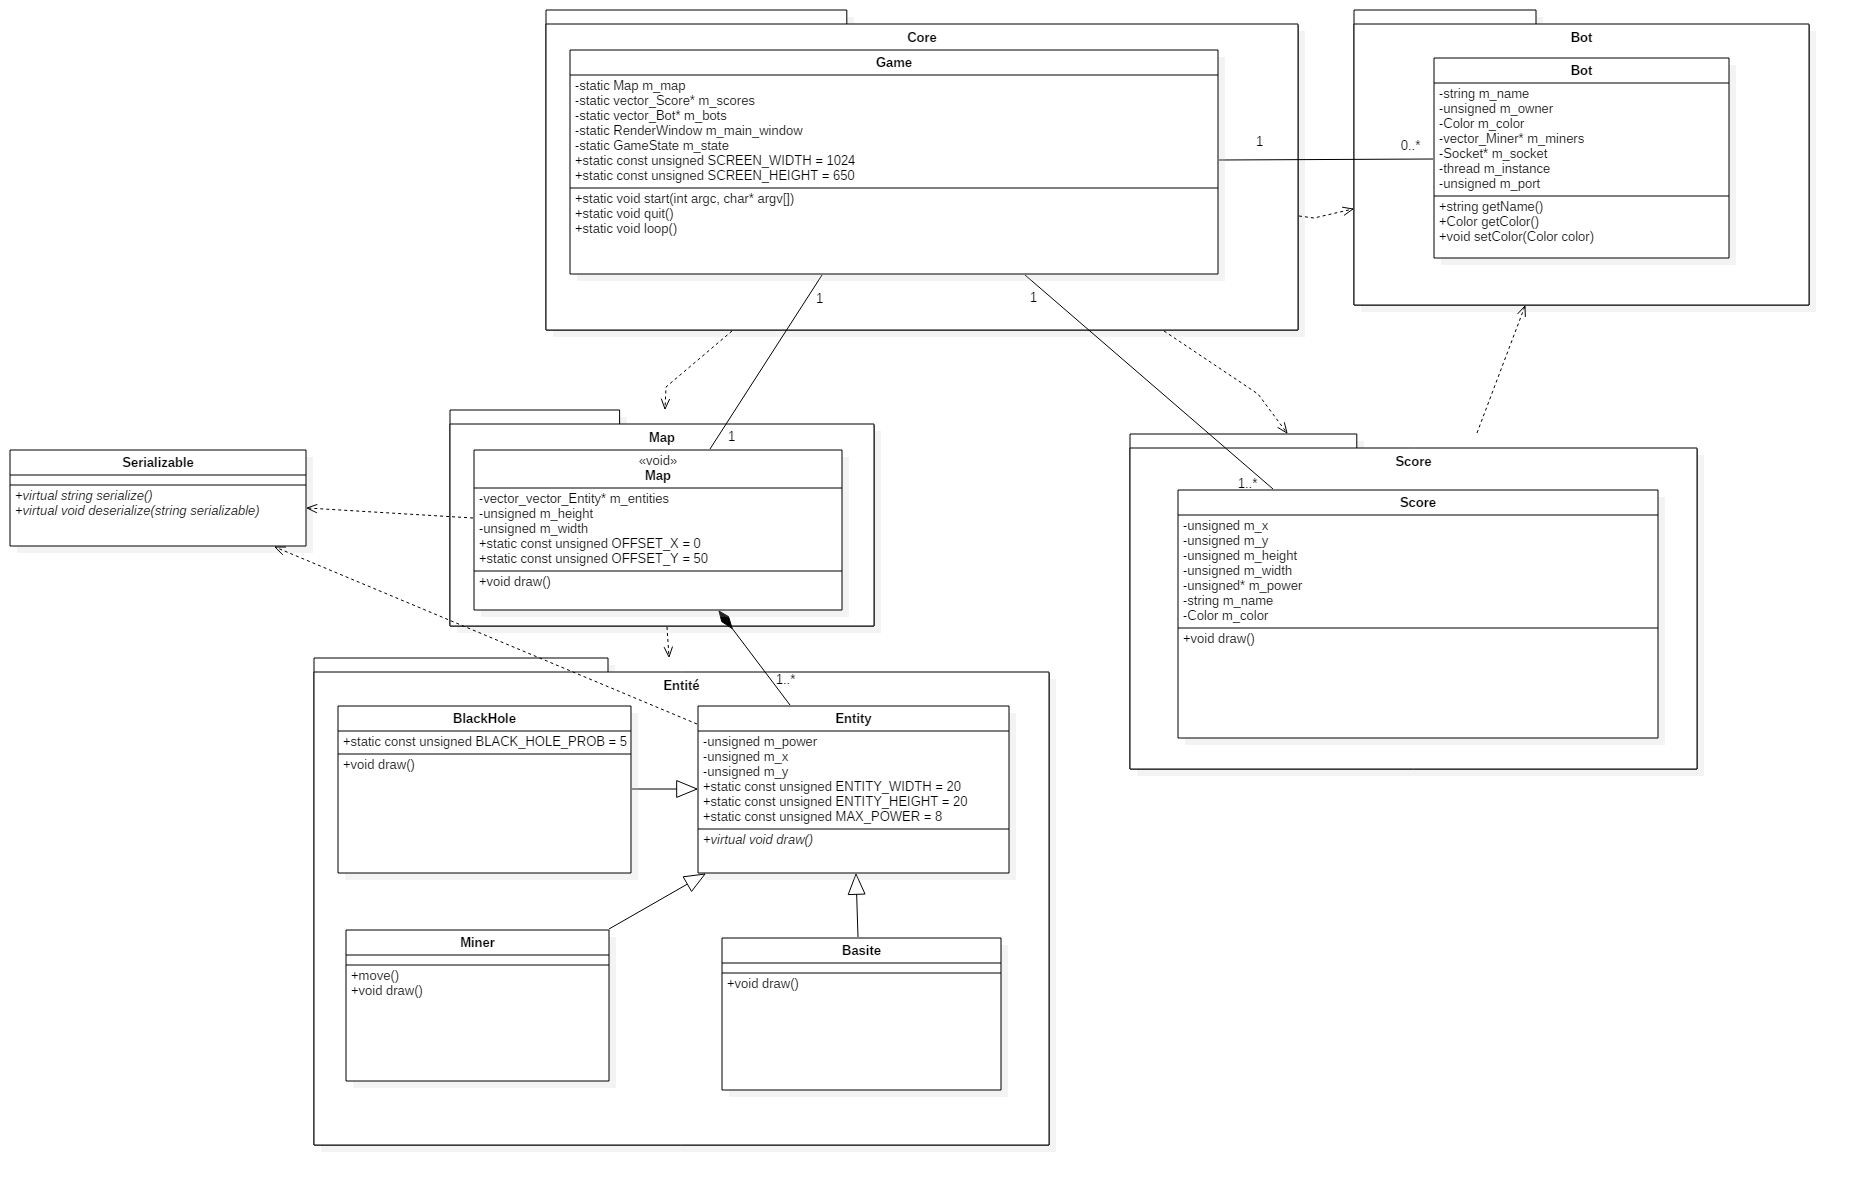 Core
Game
-static Map m_map
-static vector_Score* m_scores
-static vector_Bot* m_bots
-static RenderWindow m_main_window
-static GameState m_state
+static const unsigned SCREEN_WIDTH = 1024
+static const unsigned SCREEN_HEIGHT = 650
+static void start(int argc, char* argv[])
+static void quit()
+static void loop()
1
0..*
Bot
Bot
-string m_name
-unsigned m_owner
-Color m_color
-vector_Miner* m_miners
-Socket* m_socket
-thread m_instance
-unsigned m_port
+string getName()
+Color getColor()
+void setColor(Color color)
1
1
1
1..*
Serializable
+virtual string serialize()
+virtual void deserialize(string serializable)
Map
«void»
Map
-vector_vector_Entity* m_entities
-unsigned m_height
-unsigned m_width
+static const unsigned OFFSET_X = 0
+static const unsigned OFFSET_Y = 50
+void draw()
Score
Score
-unsigned m_x
-unsigned m_y
-unsigned m_height
-unsigned m_width
-unsigned* m_power
-string m_name
-Color m_color
+void draw()
1..*
Entité
BlackHole
+static const unsigned BLACK_HOLE_PROB = 5
+void draw()
Entity
-unsigned m_power
-unsigned m_x
-unsigned m_y
+static const unsigned ENTITY_WIDTH = 20
+static const unsigned ENTITY_HEIGHT = 20
+static const unsigned MAX_POWER = 8
+virtual void draw()
Miner
+move()
+void draw()
Basite
+void draw()